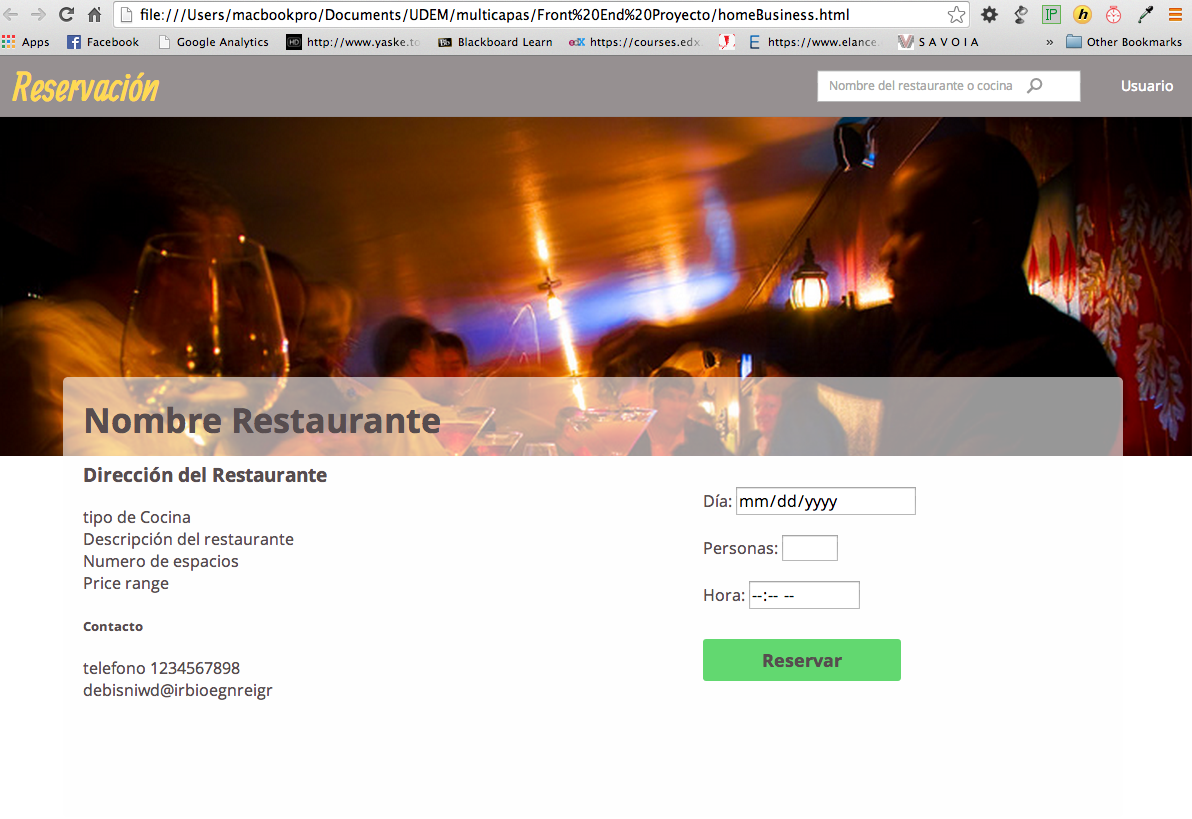 file:///Users/macbookpro/Documents/UDEM/multicapas/Front%20End%20Proyecto/homeBusiness.html
Apps Facebook Google Analytics HD http://www.yaske.to Bb Blackboard Learn edX https://courses.edx https://www.elance. S A V O I A » Other Bookmarks
Reservación
Nombre del restaurante o cocina
Usuario
Nombre Restaurante
Dirección del Restaurante
tipo de Cocina
Descripción del restaurante
Numero de espacios
Price range
Contacto
telefono 1234567898
debisniwd@irbioegnreigr
Día: mm/dd/yyyy
Personas:
Hora: --:-- --
Reservar